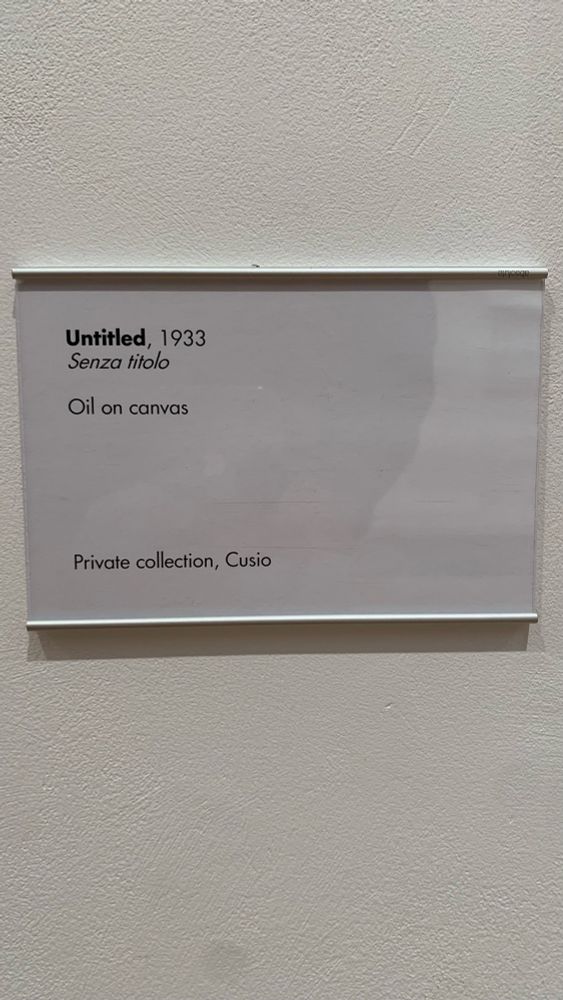 Untitled, 1933
Senza titolo
Oil on canvas
Private collection, Cusio